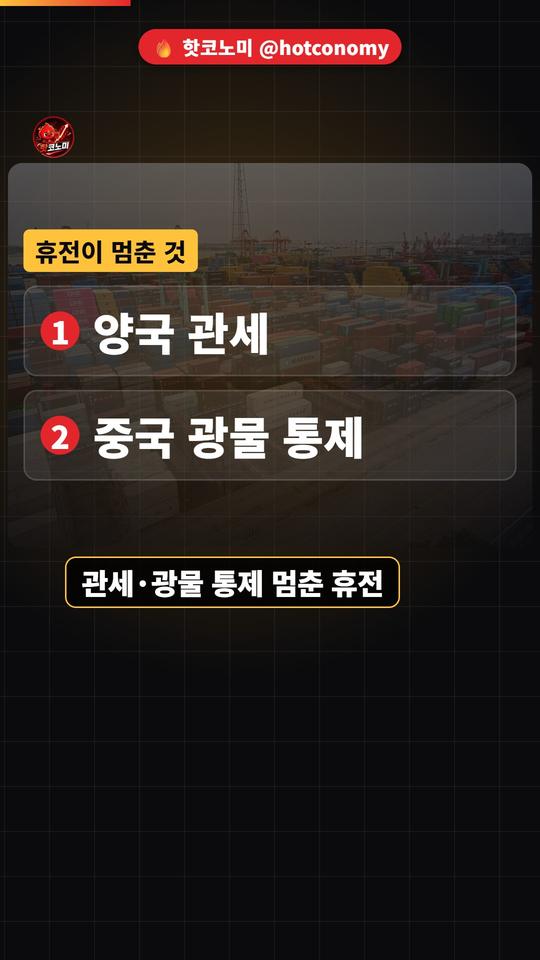 핫코노미 @hotconomy
핫코노미
휴전이 멈춘 것
1 양국 관세
2 중국 광물 통제
관세·광물 통제 멈춘 휴전